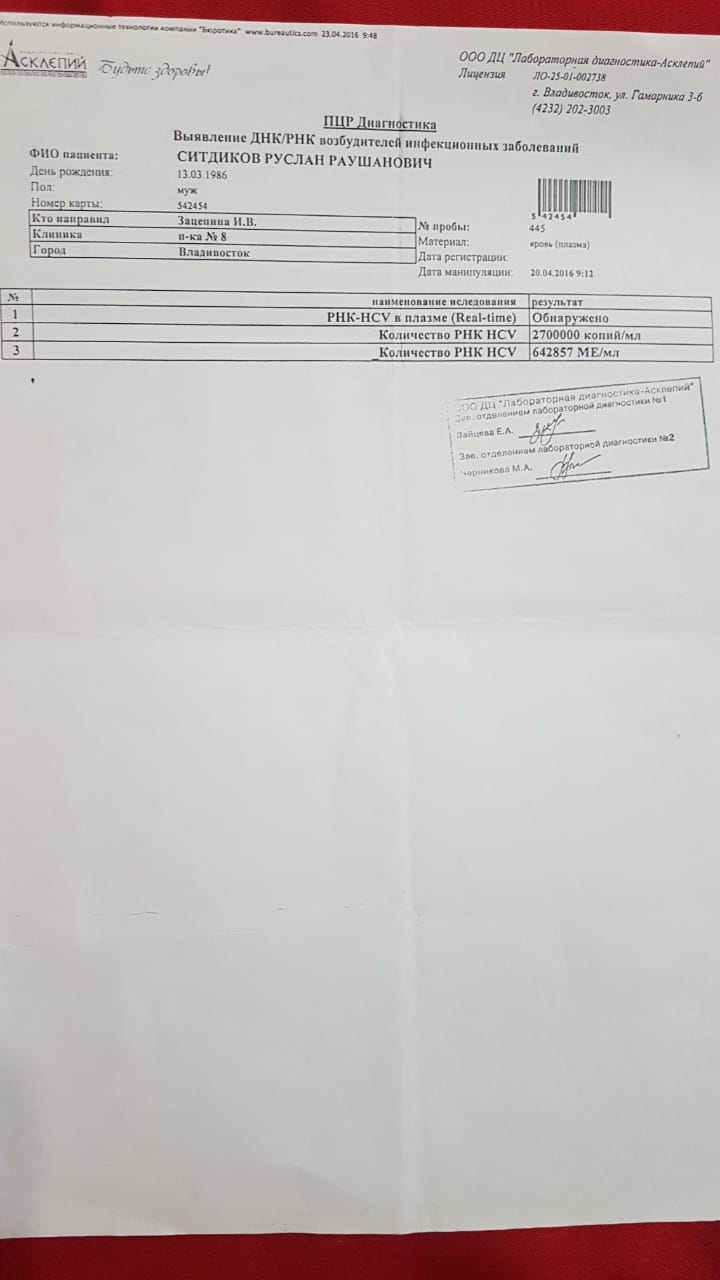 Используются информационные технологии компании "Бюротика" www.bureautics.com 23.04.2016 9:48
Асклепий
Будьте здоровы!
ООО ДЦ "Лабораторная диагностика-Асклепий"
Лицензия ЛО-25-01-002738
г. Владивосток, ул. Гамарника 3-б
(4232) 202-3003
ПЦР Диагностика
Выявление ДНК/РНК возбудителей инфекционных заболеваний
ФИО пациента: СИТДИКОВ РУСЛАН РАУШАНОВИЧ
День рождения: 13.03.1986
Пол: муж
Номер карты: 542454
542454
Кто направил Зацепина И.В.
Клиника п-ка № 8
Город Владивосток
№ пробы: 445
Материал: кровь (плазма)
Дата регистрации:
Дата манипуляции: 20.04.2016 9:12
№ наименование иследования результат
1 РНК-HCV в плазме (Real-time) Обнаружено
2 Количество РНК HCV 2700000 копий/мл
3 _Количество РНК HCV 642857 МЕ/мл
ООО ДЦ "Лабораторная диагностика-Асклепий"
Зав. отделением лабораторной диагностики №1
Зайцева Е.А.
Зав. отделением лабораторной диагностики №2
Черникова М.А.